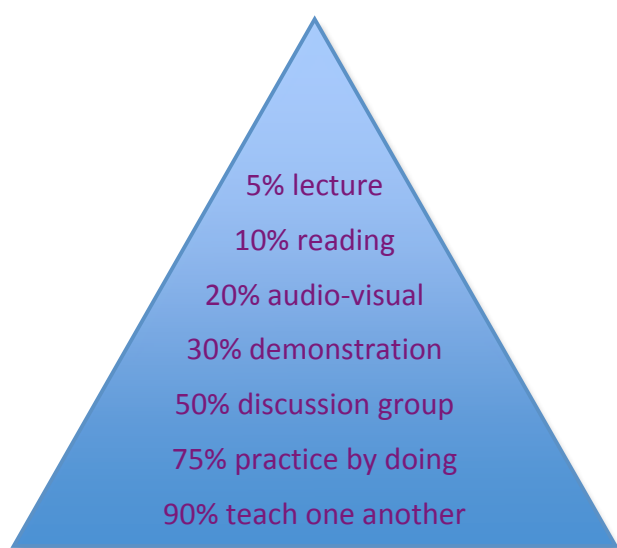 5% lecture
10% reading
20% audio-visual
30% demonstration
50% discussion group
75% practice by doing
90% teach one another